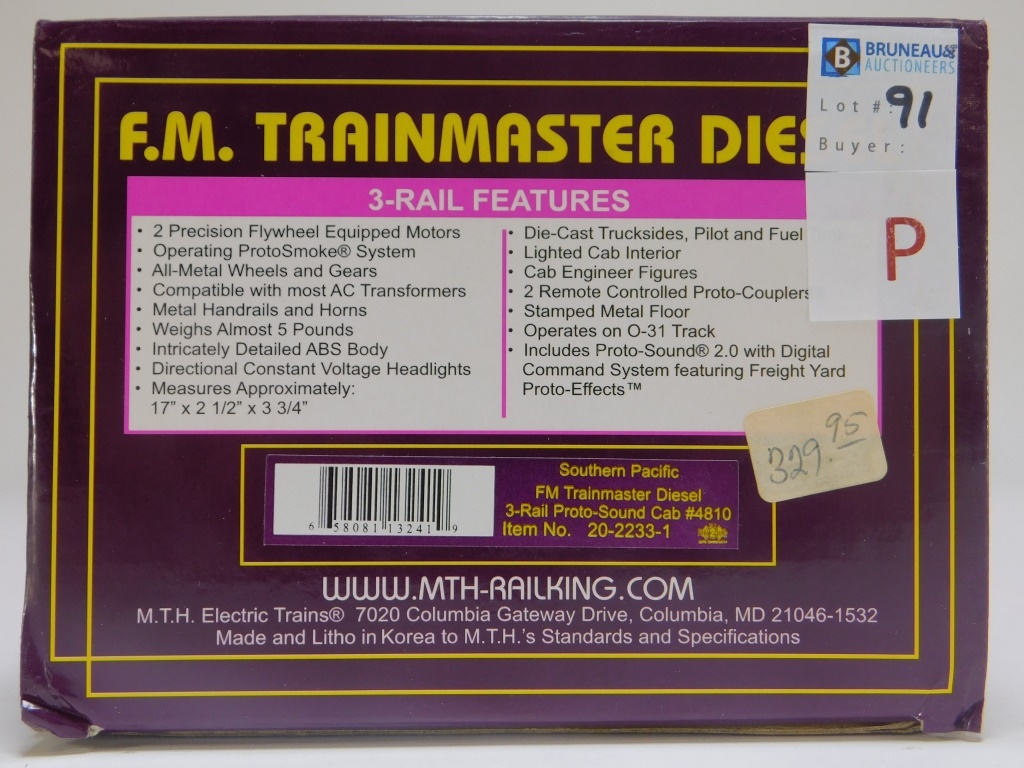 BRUNEAU&
AUCTIONEERS
B
Lot #: 91
Buyer:
P
F.M. TRAINMASTER
3-RAIL FEATURES
• 2 Precision Flywheel Equipped Motors
• Operating ProtoSmoke® System
• All-Metal Wheels and Gears
• Compatible with most AC Transformers
• Metal Handrails and Horns
• Weighs Almost 5 Pounds
• Intricately Detailed ABS Body
• Directional Constant Voltage Headlights
• Measures Approximately:
17” x 2 1/2” x 3 3/4”
• Die-Cast Trucksides, Pilot and Fuel
• Lighted Cab Interior
• Cab Engineer Figures
• 2 Remote Controlled Proto-Couplers
• Stamped Metal Floor
• Operates on O-31 Track
• Includes Proto-Sound® 2.0 with Digital
Command System featuring Freight Yard
Proto-Effects™
329.95
6 58081 13241 9
Southern Pacific
FM Trainmaster Diesel
3-Rail Proto-Sound Cab #4810
Item No. 20-2233-1
WWW.MTH-RAILKING.COM
M.T.H. Electric Trains® 7020 Columbia Gateway Drive, Columbia, MD 21046-1532
Made and Litho in Korea to M.T.H.'s Standards and Specifications